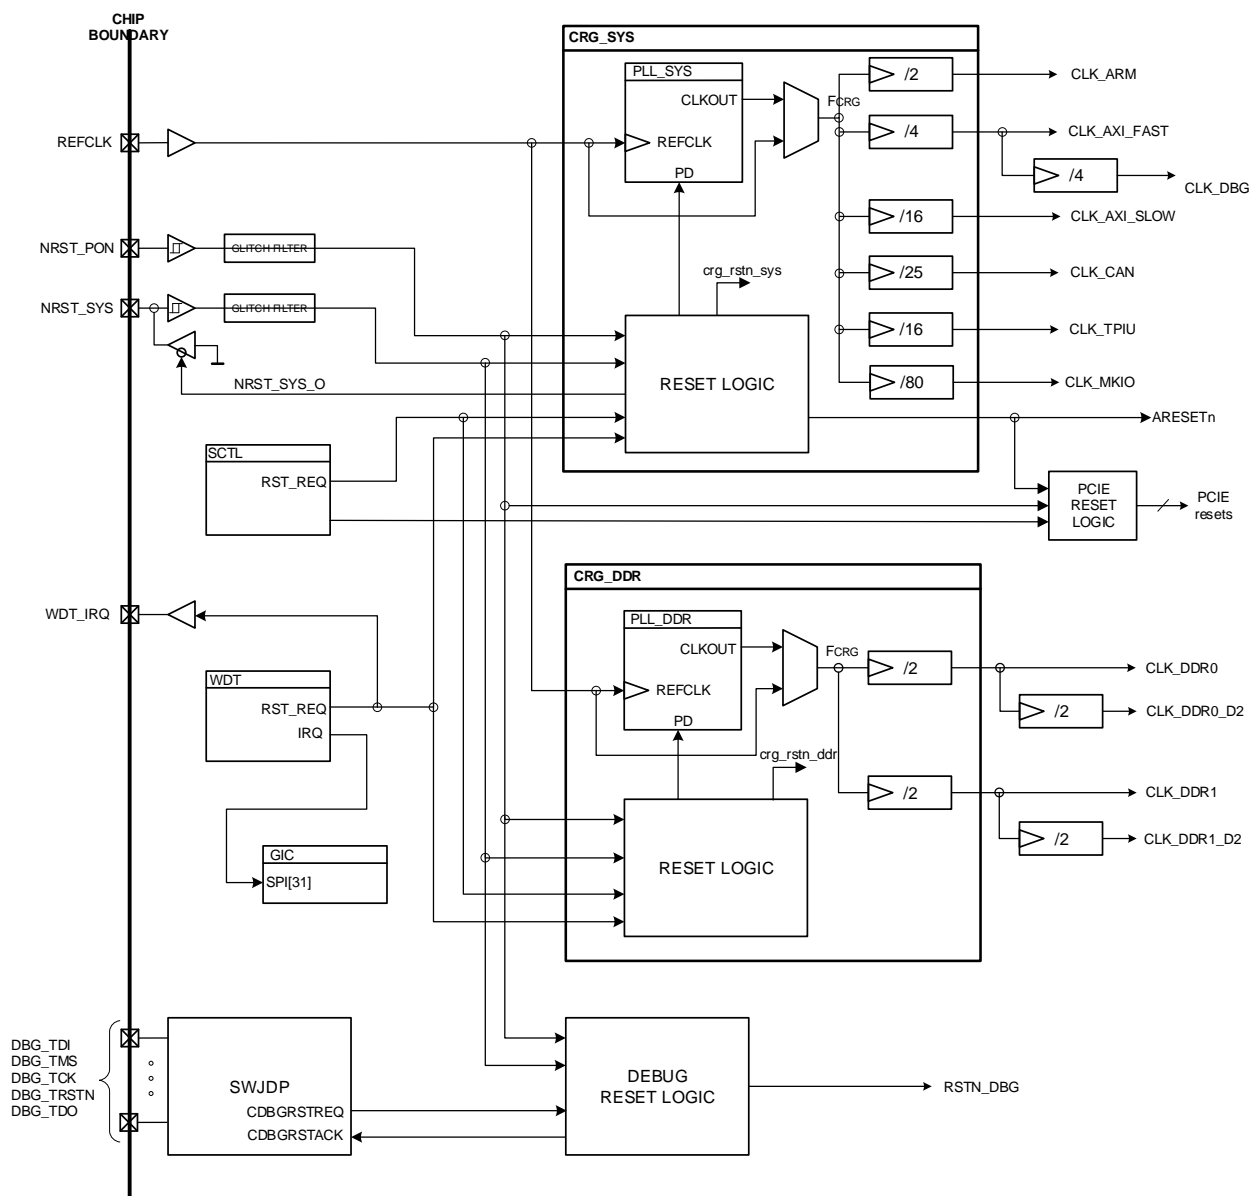 CHIP
BOUNDARY
CRG_SYS
PLL_SYS
CLKOUT
REFCLK
PD
FCRG
/2
CLK_ARM
/4
CLK_AXI_FAST
/4
CLK_DBG
/16
CLK_AXI_SLOW
/25
CLK_CAN
/16
CLK_TPIU
/80
CLK_MKIO
REFCLK
NRST_PON
GLITCH FILTER
NRST_SYS
GLITCH FILTER
NRST_SYS_O
crg_rstn_sys
RESET LOGIC
ARESETn
SCTL
RST_REQ
PCIE
RESET
LOGIC
PCIE
resets
CRG_DDR
PLL_DDR
CLKOUT
REFCLK
PD
FCRG
/2
CLK_DDR0
/2
CLK_DDR0_D2
/2
CLK_DDR1
/2
CLK_DDR1_D2
crg_rstn_ddr
RESET LOGIC
WDT_IRQ
WDT
RST_REQ
IRQ
GIC
SPI[31]
DBG_TDI
DBG_TMS
DBG_TCK
DBG_TRSTN
DBG_TDO
SWJDP
CDBGRSTREQ
CDBGRSTACK
DEBUG
RESET LOGIC
RSTN_DBG